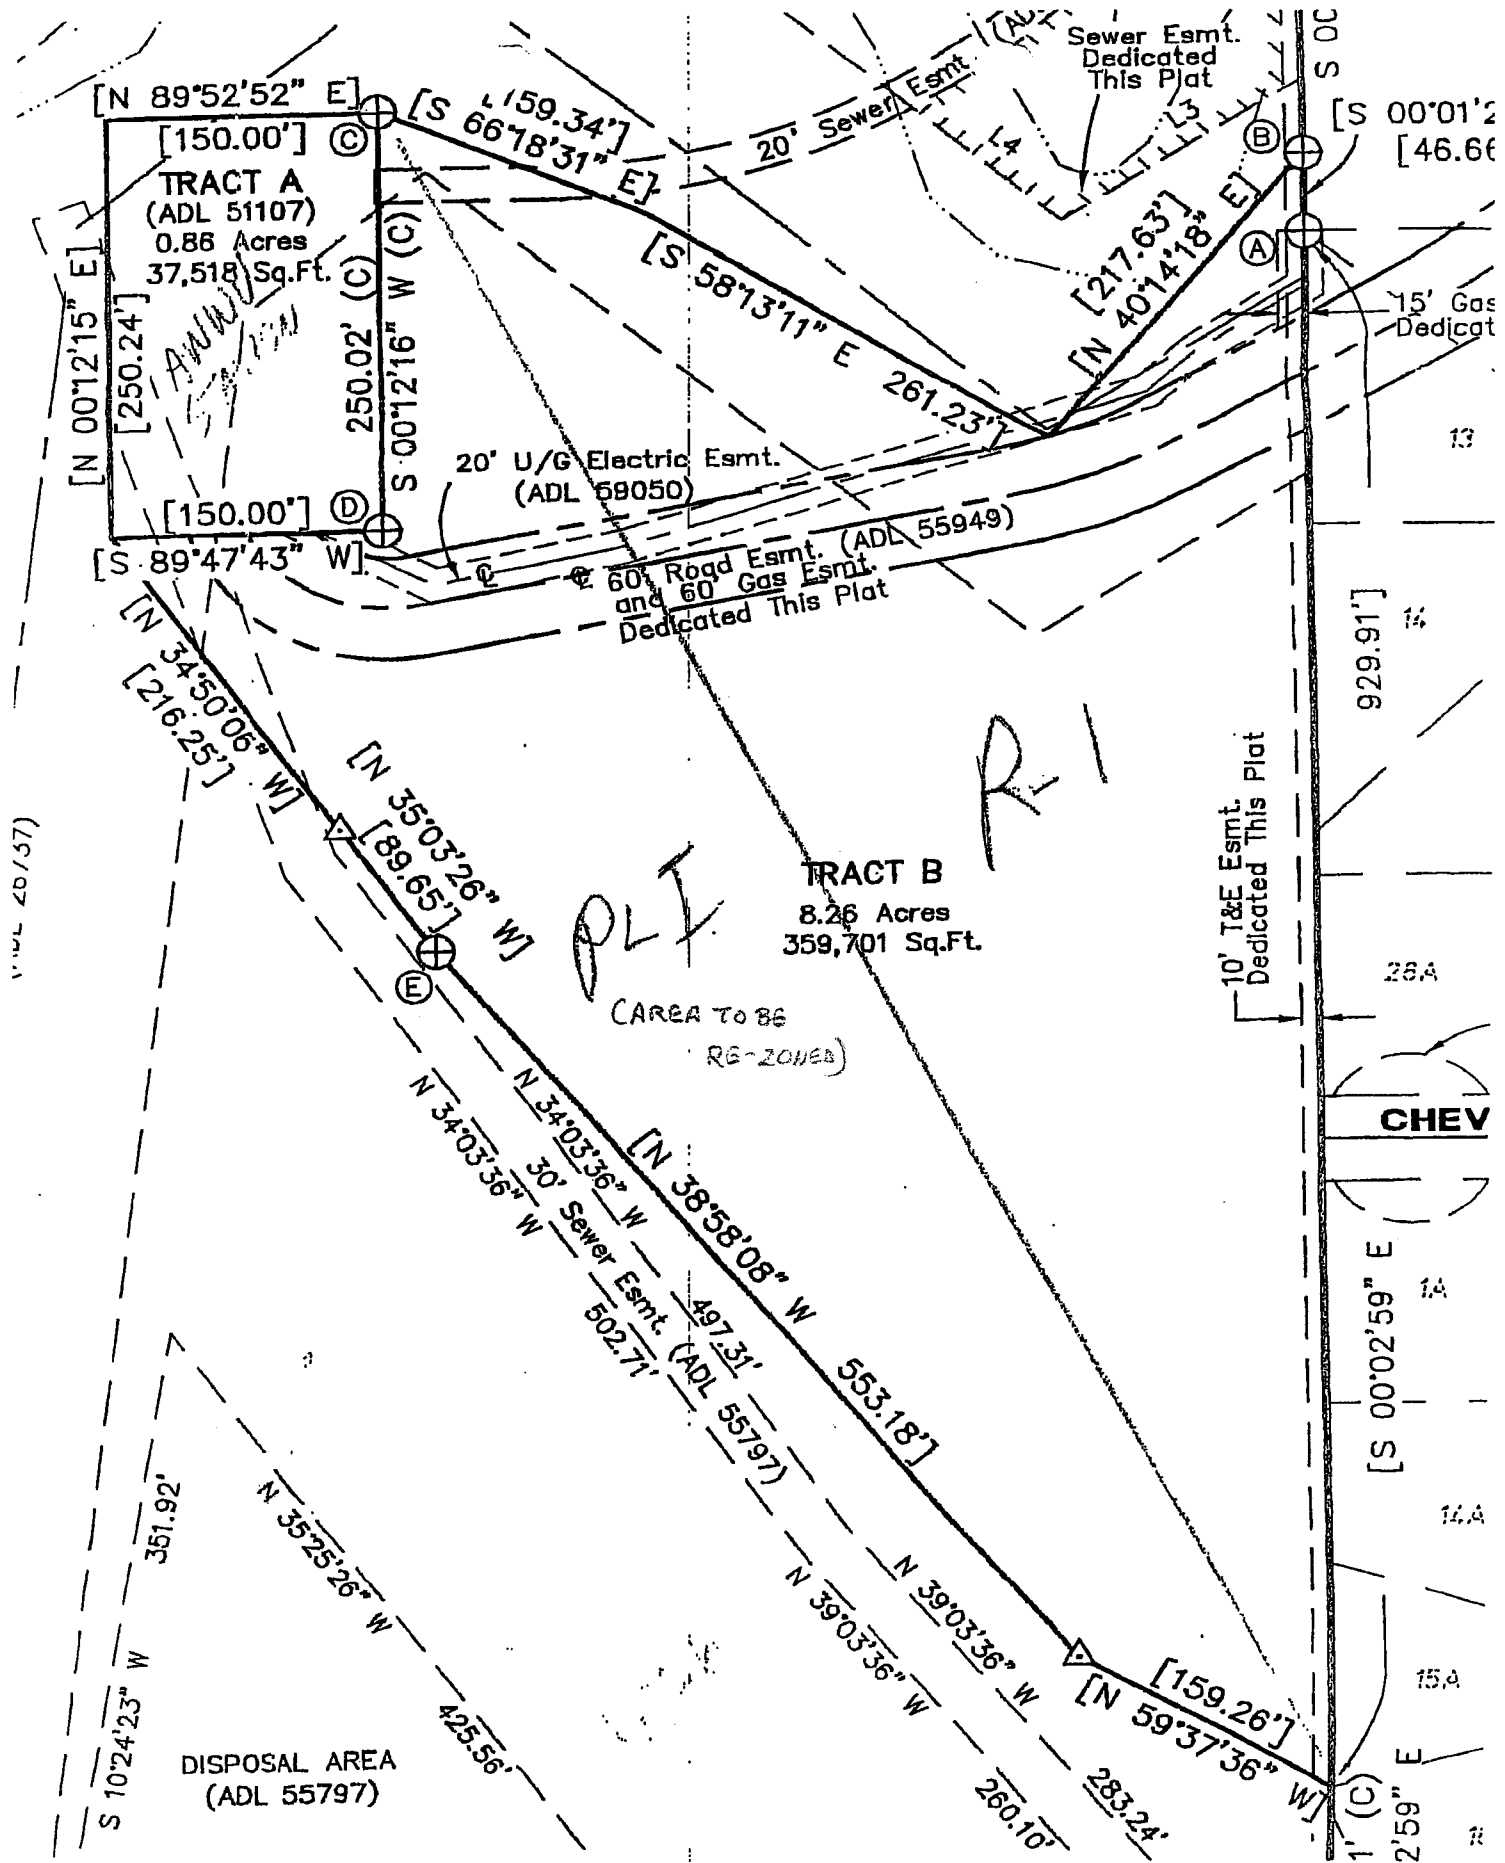 Sewer Esmt.
Dedicated
This Plat
S 00
[N 89°52'52" E]
[150.00']
C
159.34']
[S 66°18'31" E]
20' Sewer Esmt
L4
L3
B
[S 00°01'2
[46.66
TRACT A
(ADL 51107)
0.86 Acres
37,518 Sq.Ft.
[N 00°12'15" E]
[250.24']
250.02' (C)
S 00°12'16" W (C)
[S 58°13'11" E 261.23']
[217.63']
[N 40°14'18" E]
A
15' Gas
Dedicat
13
20' U/G Electric Esmt.
(ADL 59050)
[150.00']
D
[S 89°47'43" W]
60' Road Esmt. (ADL 55949)
and 60' Gas Esmt.
Dedicated This Plat
14
929.91']
[N 34°50'06" W]
[216.25']
[N 35°03'26" W]
[89.65']
R-1
PLI
TRACT B
8.26 Acres
359,701 Sq.Ft.
10' T&E Esmt.
Dedicated This Plat
28A
E
(AREA TO BE
RE-ZONED)
CHEV
N 34°03'36" W
N 34°03'36" W
30' Sewer Esmt. (ADL 55797)
502.71'
497.31'
[N 38°58'08" W 553.18']
[S 00°02'59" E
1A
14A
351.92'
S 10°24'23" W
N 35°25'26" W
425.56'
N 39°03'36" W
N 39°03'36" W
260.10'
283.24'
[159.26']
[N 59°37'36" W]
15A
DISPOSAL AREA
(ADL 55797)
1' (C)
2'59" E